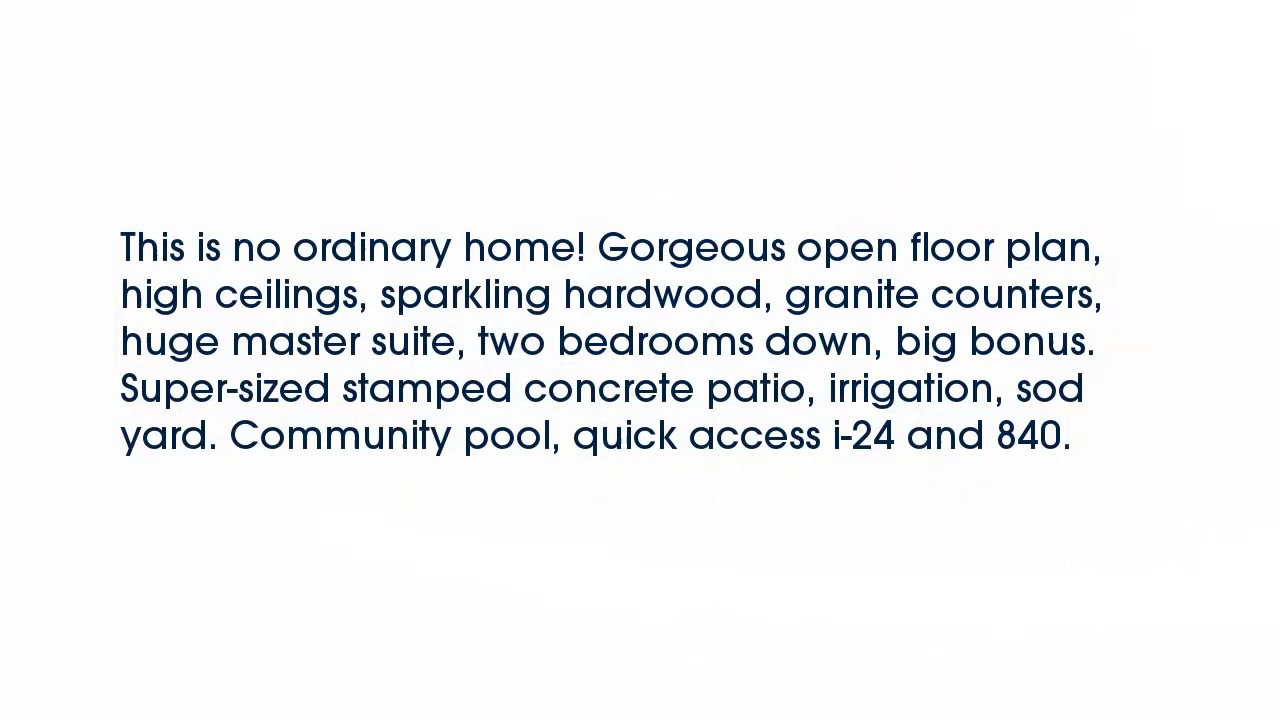 This is no ordinary home! Gorgeous open floor plan,
high ceilings, sparkling hardwood, granite counters,
huge master suite, two bedrooms down, big bonus.
Super-sized stamped concrete patio, irrigation, sod
yard. Community pool, quick access i-24 and 840.